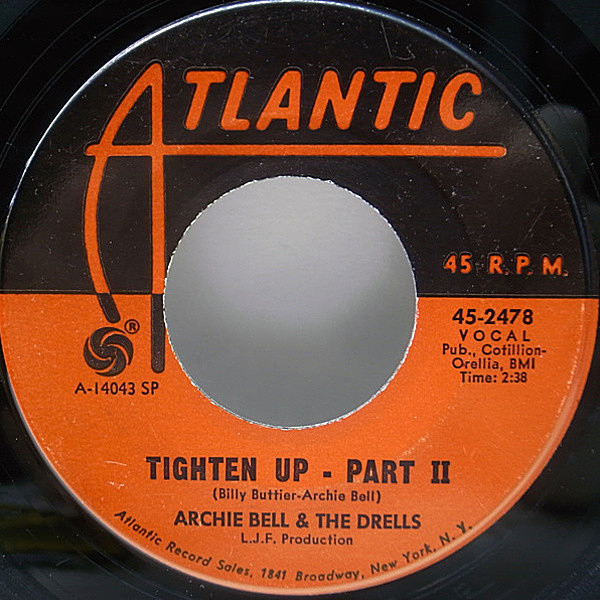 ATLANTIC
45 R.P.M.
®
A-14043 SP
45-2478
VOCAL
Pub., Cotillion-
Orellia, BMI
Time: 2:38
TIGHTEN UP - PART II
(Billy Buttier-Archie Bell)
ARCHIE BELL & THE DRELLS
L.J.F. Production
Atlantic Record Sales, 1841 Broadway, New York, N.Y.